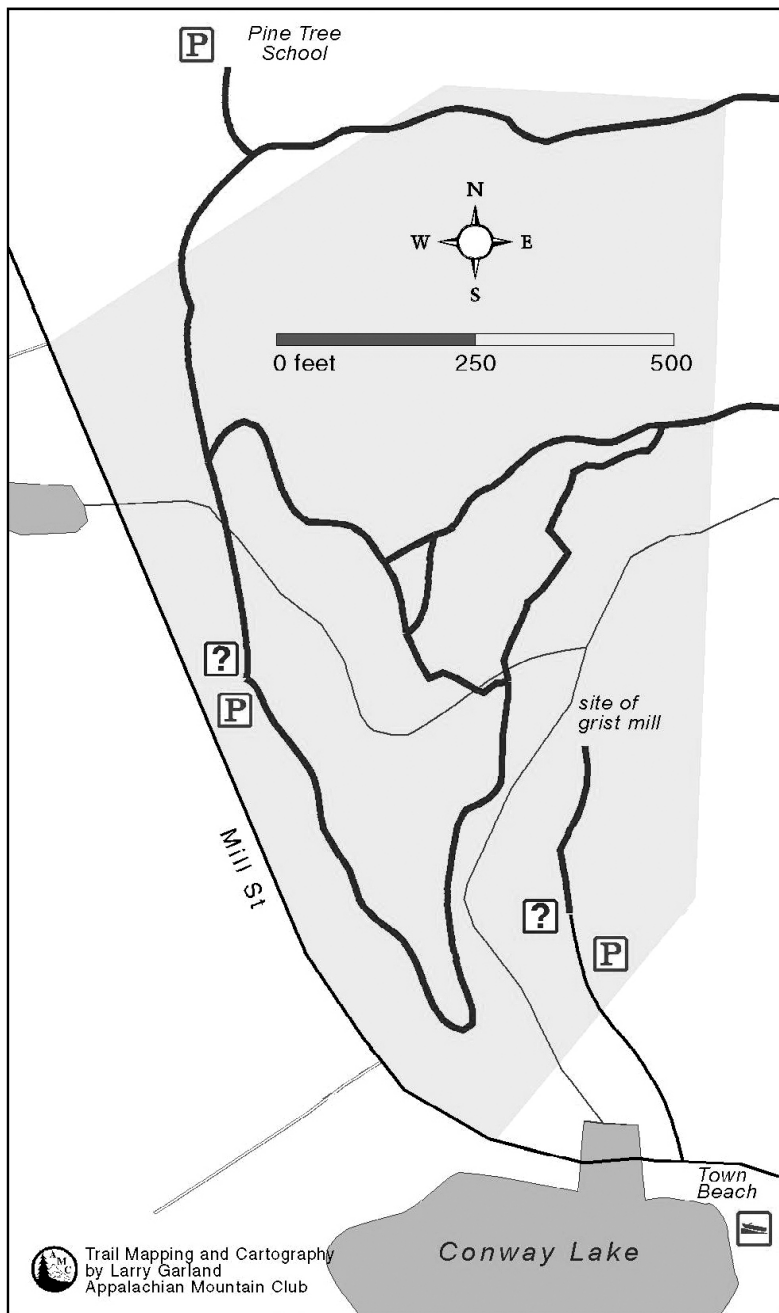 P
Pine Tree
School
N
W
E
S
0 feet
250
500
?
P
site of
grist mill
Mill St
?
P
Town
Beach
Conway Lake
A M C
Trail Mapping and Cartography
by Larry Garland
Appalachian Mountain Club